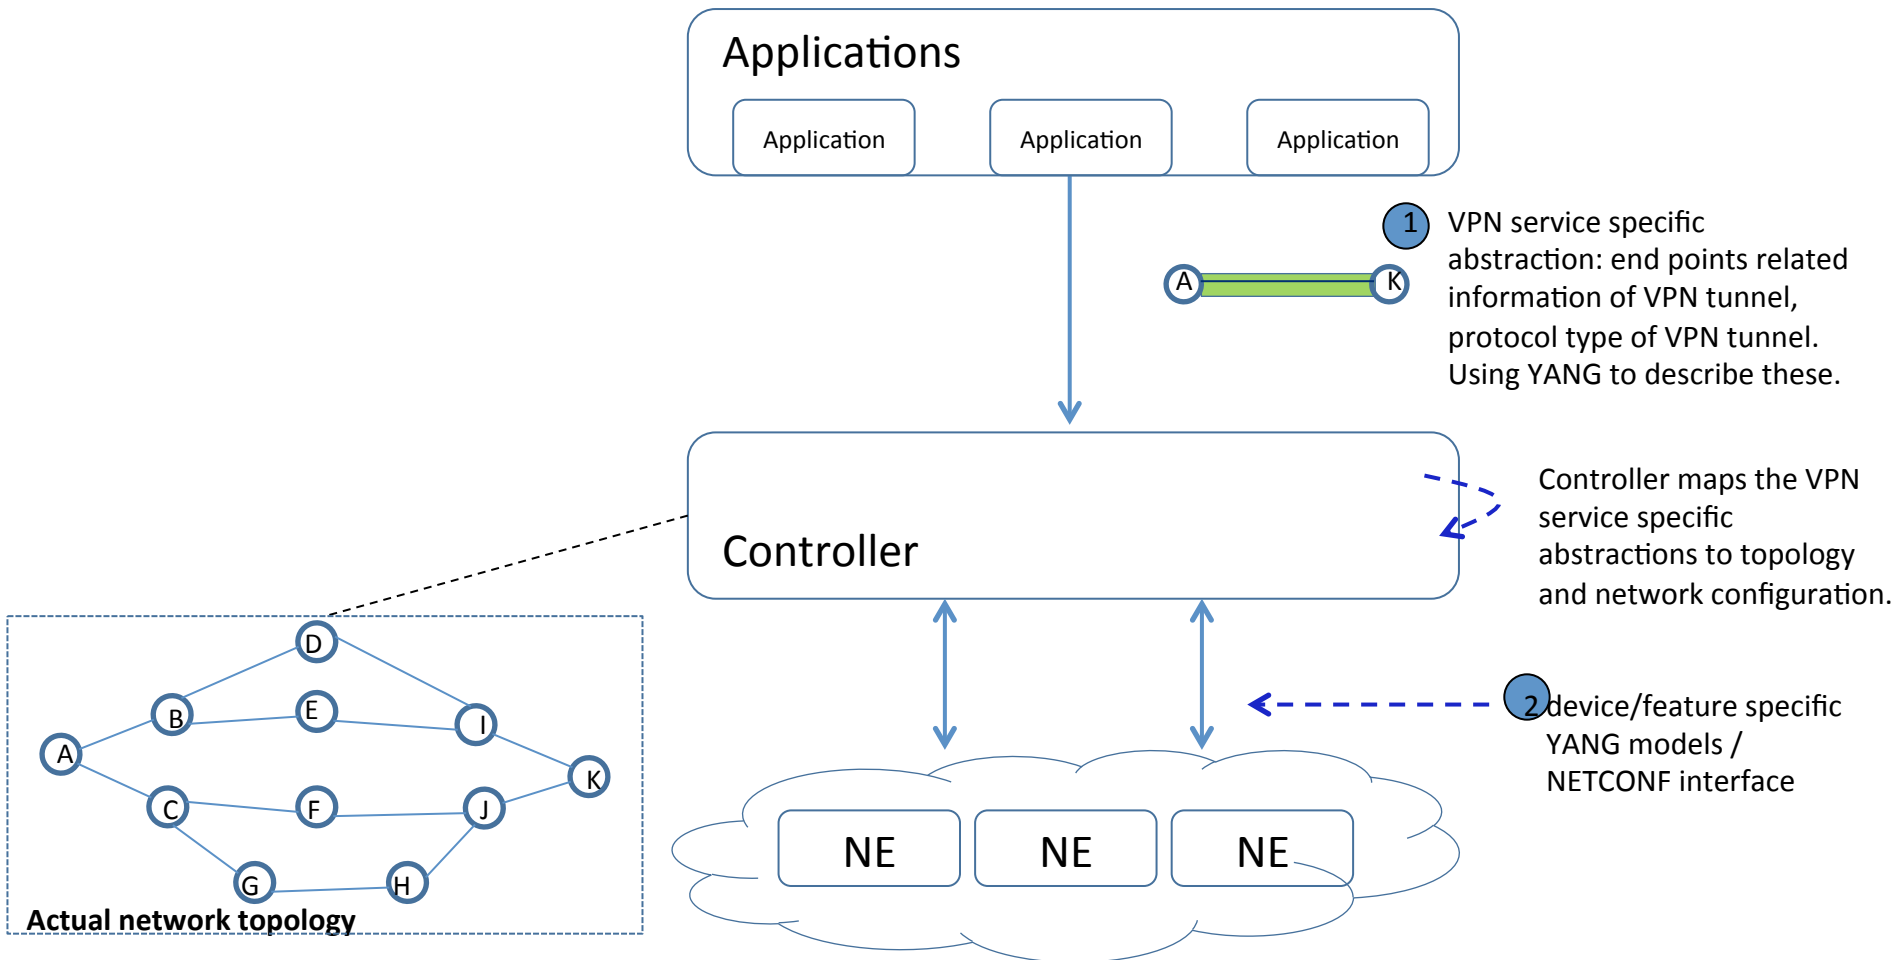 Applications
Application
Application
Application
1
VPN service specific
abstraction: end points related
information of VPN tunnel,
protocol type of VPN tunnel.
Using YANG to describe these.
A
K
Controller
Controller maps the VPN
service specific
abstractions to topology
and network configuration.
2 device/feature specific
YANG models /
NETCONF interface
D
B
E
I
A
K
C
F
J
G
H
Actual network topology
NE
NE
NE